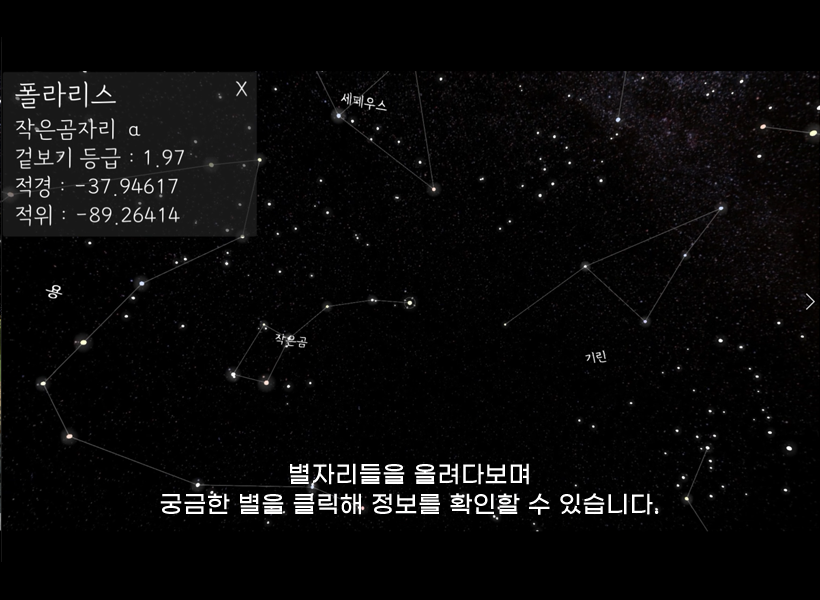 폴라리스 X
작은곰자리 α
겉보기 등급 : 1.97
적경 : -37.94617
적위 : -89.26414
세페우스
용
작은곰
기린
별자리들을 올려다보며
궁금한 별을 클릭해 정보를 확인할 수 있습니다.